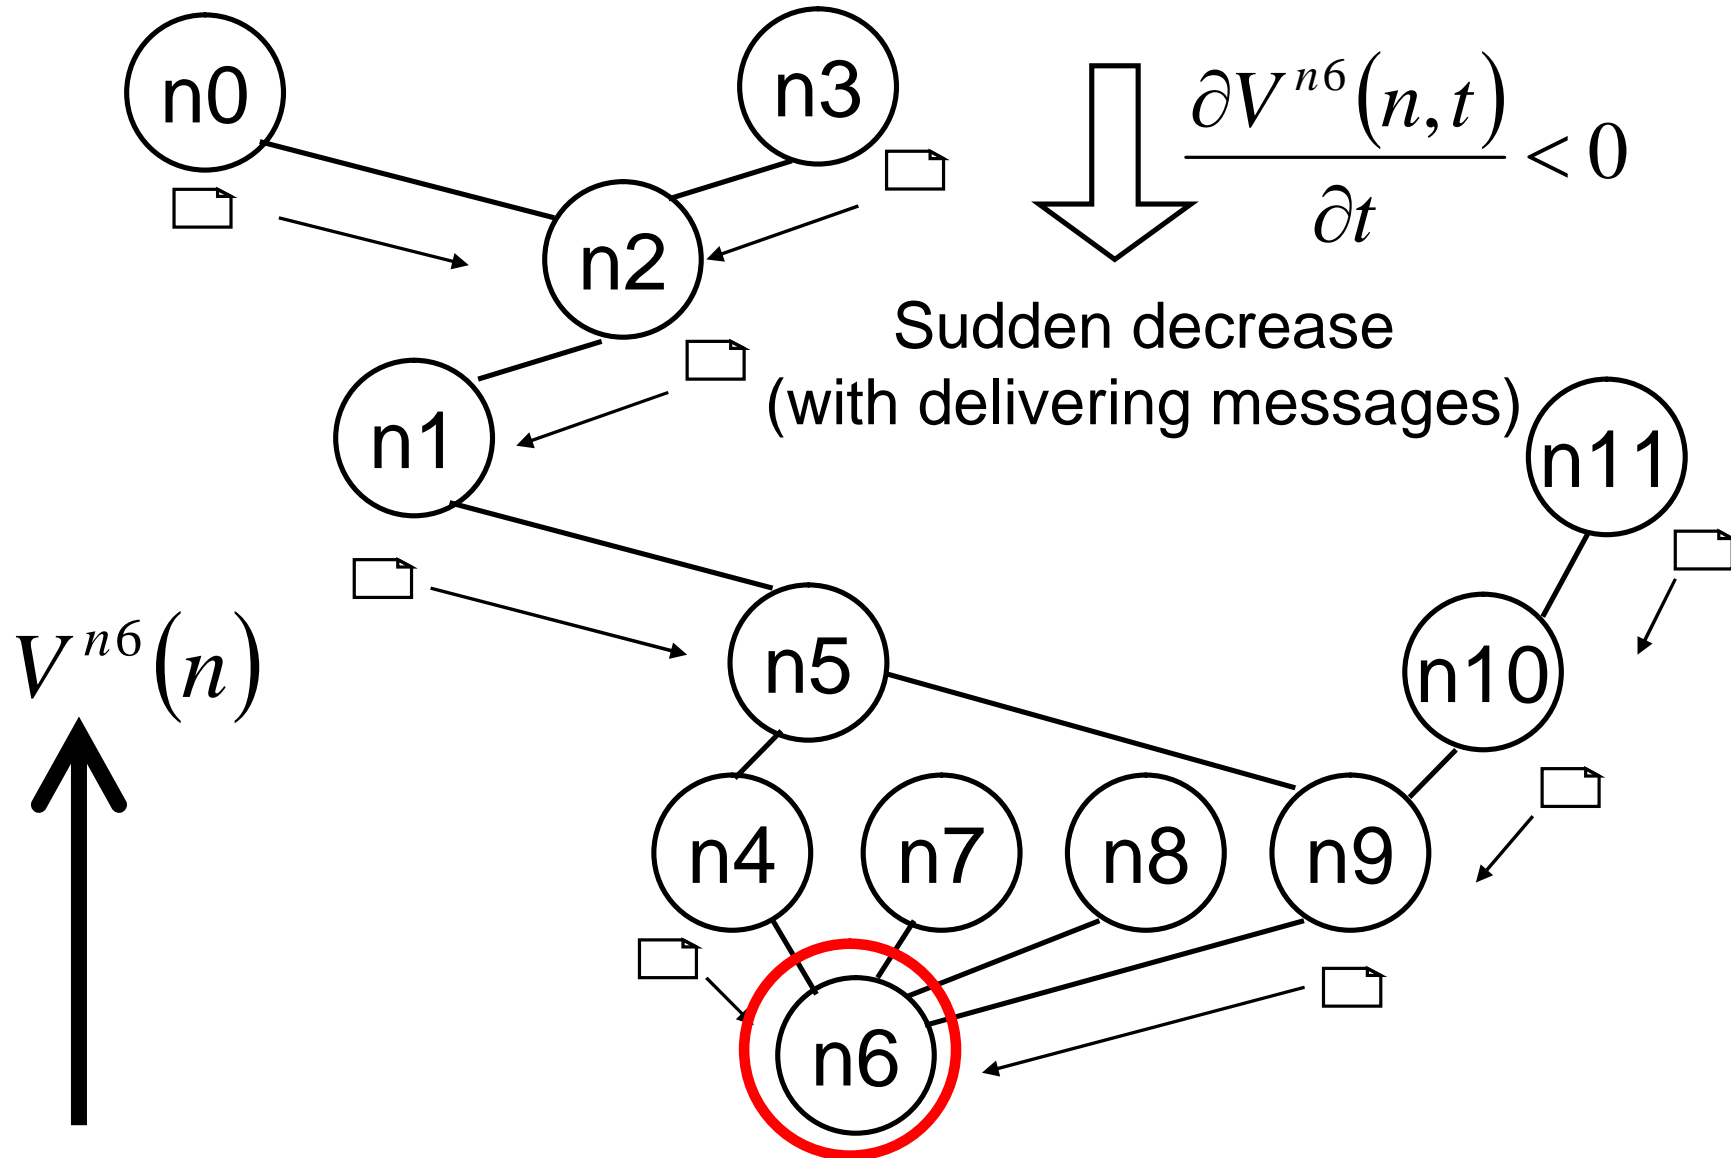 n0
n3
∂V^{n6}(n,t)/∂t < 0
n2
Sudden decrease
(with delivering messages)
n1
n11
V^{n6}(n)
n5
n10
n4
n7
n8
n9
n6